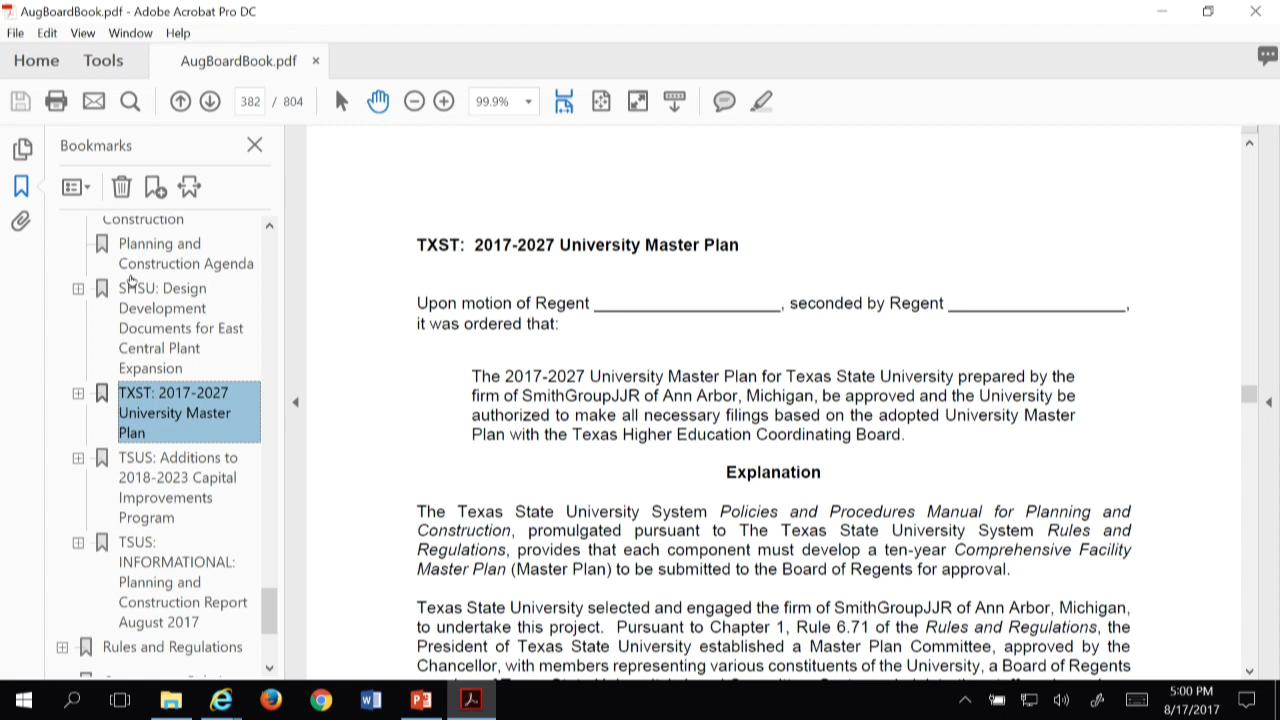 AugBoardBook.pdf - Adobe Acrobat Pro DC
File Edit View Window Help
Home Tools AugBoardBook.pdf ×
382 / 804 99.9%
Bookmarks
Construction
Planning and
Construction Agenda
SHSU: Design
Development
Documents for East
Central Plant
Expansion
TXST: 2017-2027
University Master
Plan
TSUS: Additions to
2018-2023 Capital
Improvements
Program
TSUS:
INFORMATIONAL:
Planning and
Construction Report
August 2017
Rules and Regulations
TXST: 2017-2027 University Master Plan
Upon motion of Regent ____________________, seconded by Regent ____________________,
it was ordered that:
The 2017-2027 University Master Plan for Texas State University prepared by the
firm of SmithGroupJJR of Ann Arbor, Michigan, be approved and the University be
authorized to make all necessary filings based on the adopted University Master
Plan with the Texas Higher Education Coordinating Board.
Explanation
The Texas State University System Policies and Procedures Manual for Planning and
Construction, promulgated pursuant to The Texas State University System Rules and
Regulations, provides that each component must develop a ten-year Comprehensive Facility
Master Plan (Master Plan) to be submitted to the Board of Regents for approval.
Texas State University selected and engaged the firm of SmithGroupJJR of Ann Arbor, Michigan,
to undertake this project. Pursuant to Chapter 1, Rule 6.71 of the Rules and Regulations, the
President of Texas State University established a Master Plan Committee, approved by the
Chancellor, with members representing various constituents of the University, a Board of Regents
5:00 PM
8/17/2017